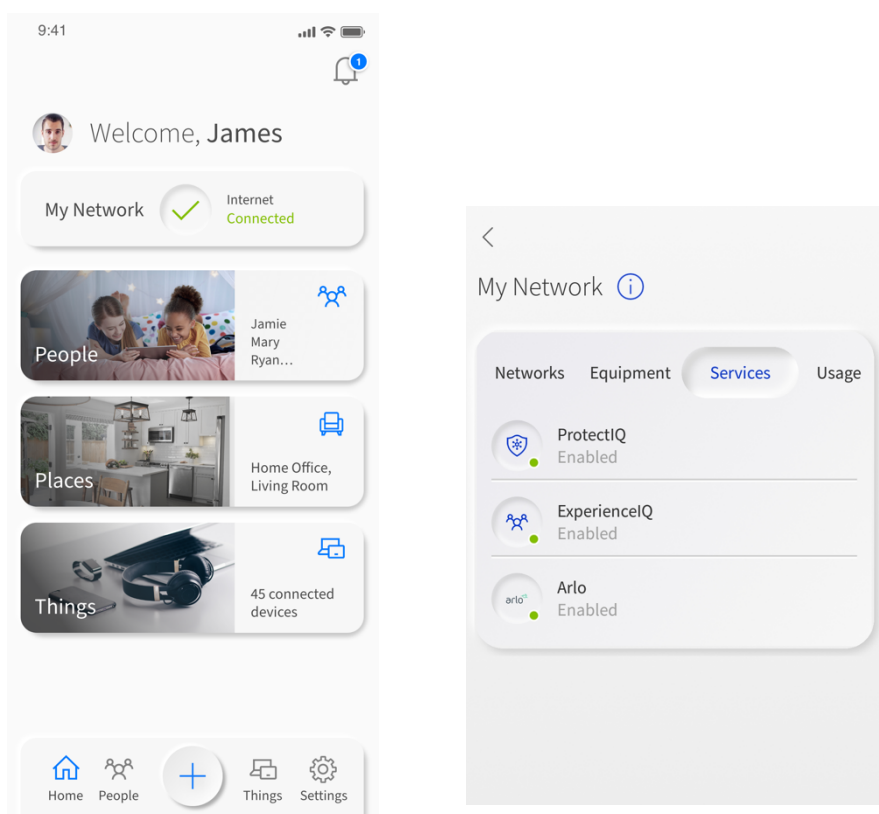 9:41
1
Welcome, James
My Network
Internet
Connected
People
Jamie
Mary
Ryan...
Places
Home Office,
Living Room
Things
45 connected
devices
Home People Things Settings
My Network
Networks Equipment Services Usage
ProtectIQ
Enabled
ExperienceIQ
Enabled
arlo
Arlo
Enabled